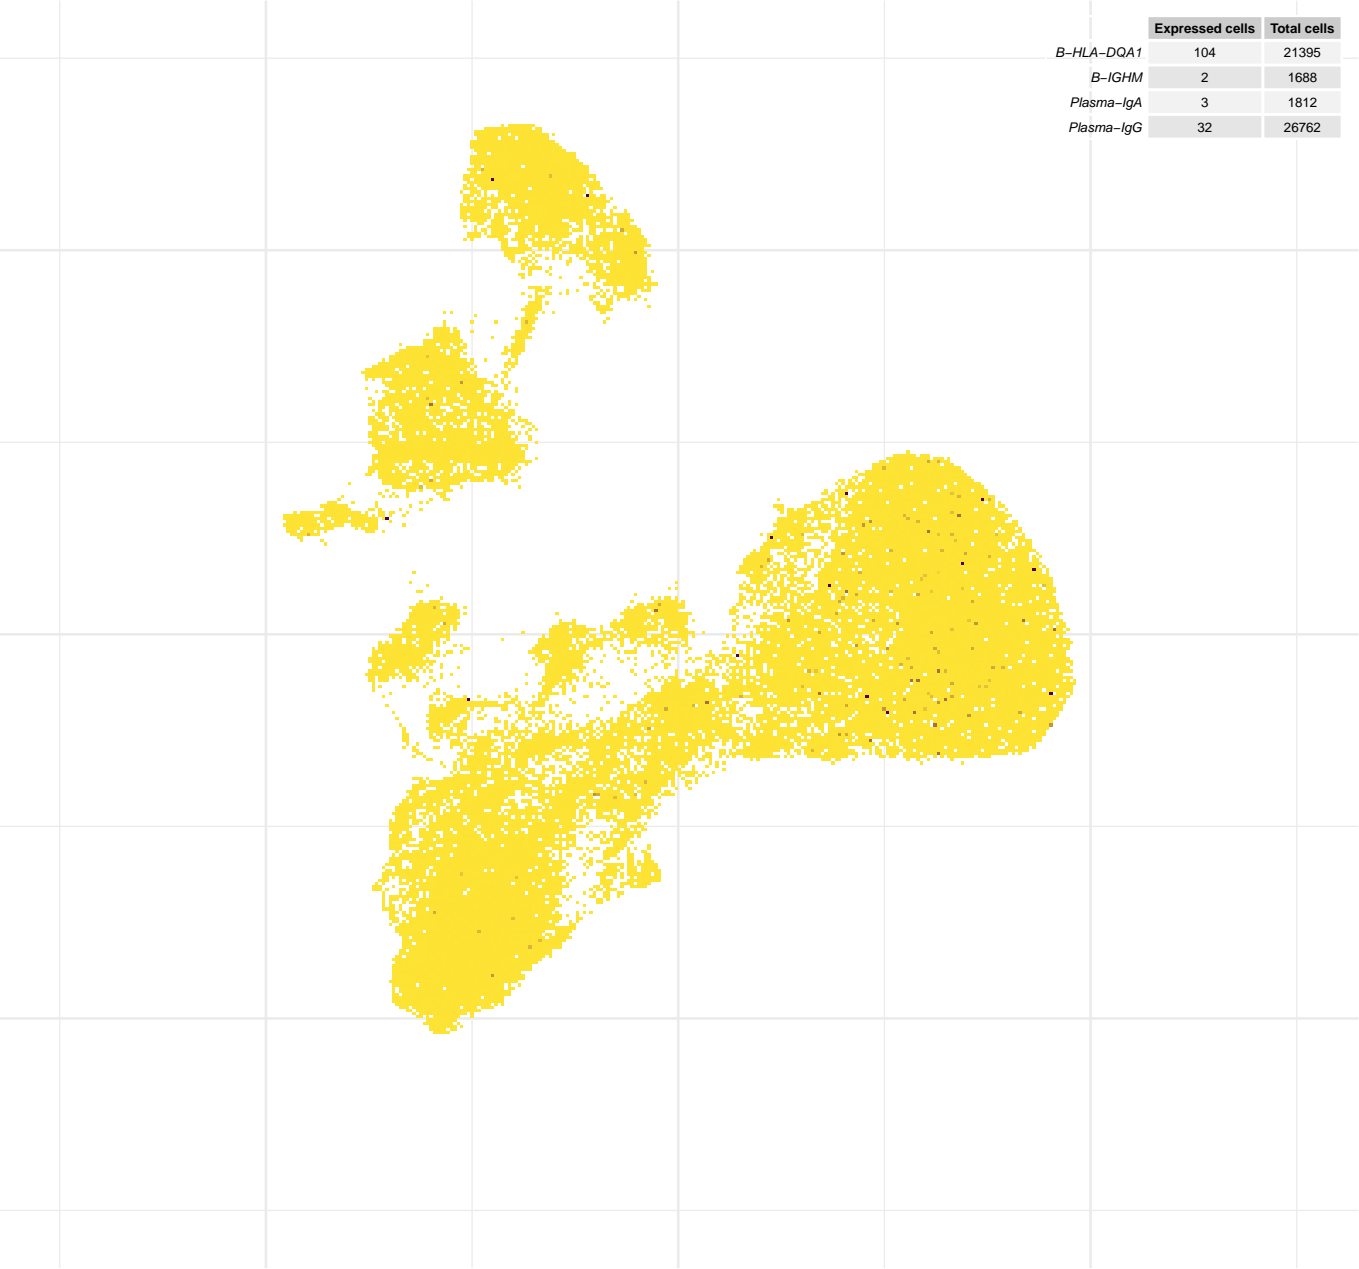 Expressed cells Total cells
B−HLA−DQA1 104 21395
B−IGHM 2 1688
Plasma−IgA 3 1812
Plasma−IgG 32 26762